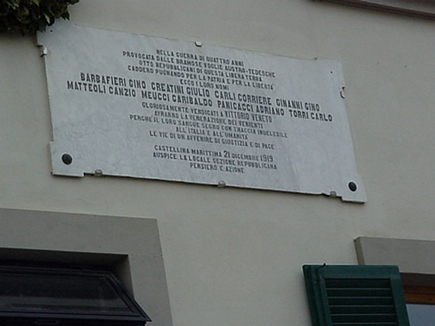 NELLA GUERRA DI QUATTRO ANNI
PROVOCATA DALLE BRAMOSE VOGLIE AUSTRO-TEDESCHE
OTTO REPUBBLICANI DI QUESTA LIBERA TERRA
CADDERO PUGNANDO PER LA PATRIA E PER LA LIBERTÀ
ECCO I LORO NOMI
BARBAFIERI GINO CREATINI GIULIO CARLI CORRIERE GINANNI GINO
MATTEOLI CANZIO MEUCCI GARIBALDO PANICACCI ADRIANO TORRI CARLO
GLORIOSAMENTE VENDICATI A VITTORIO VENETO
AVRANNO LA VENERAZIONE DEI VENIENTI
PERCHÈ IL LORO SANGUE SEGNÒ CON TRACCIA INDELEBILE
ALL'ITALIA E ALL'UMANITÀ
LE VIE DI UN AVVENIRE DI GIUSTIZIA E DI PACE
CASTELLINA MARITTIMA 21 DICEMBRE 1919
AUSPICE LA LOCALE SEZIONE REPUBBLICANA
PENSIERO E AZIONE